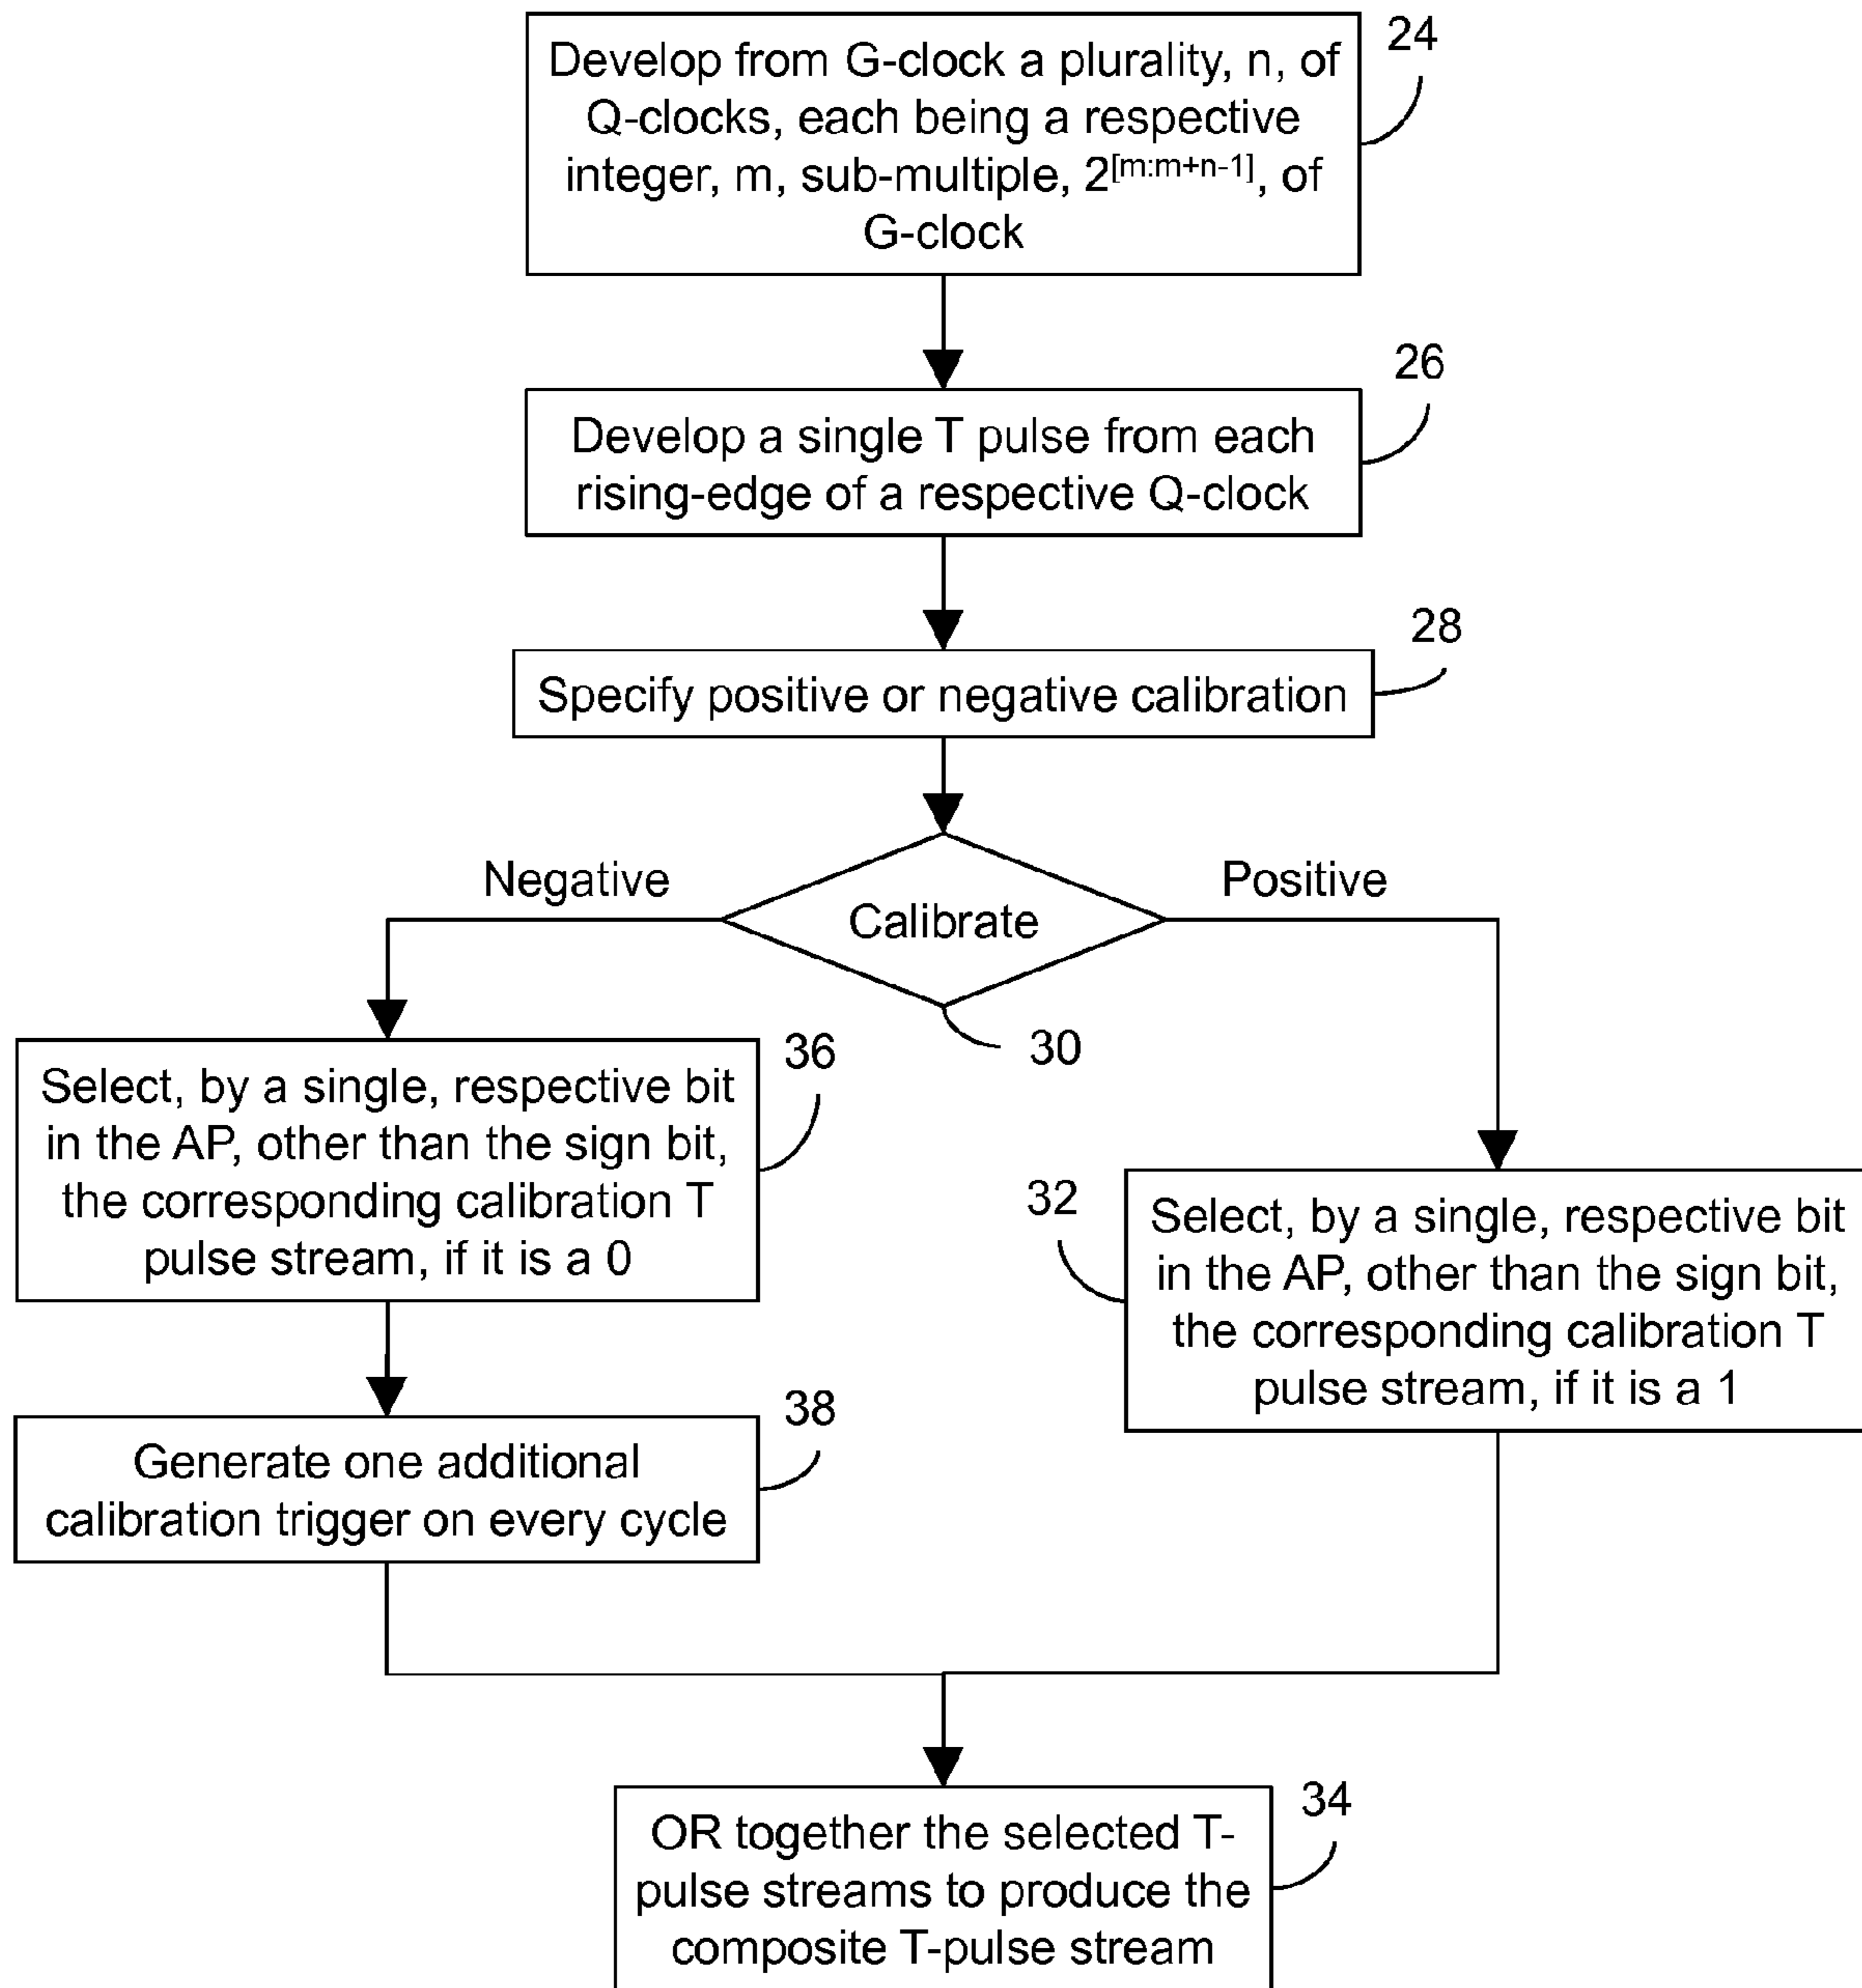 Develop from G-clock a plurality, n, of
Q-clocks, each being a respective
integer, m, sub-multiple, 2^[m:m+n-1], of
G-clock
24
Develop a single T pulse from each
rising-edge of a respective Q-clock
26
Specify positive or negative calibration
28
Negative
Calibrate
Positive
30
Select, by a single, respective bit
in the AP, other than the sign bit,
the corresponding calibration T
pulse stream, if it is a 0
36
32
Select, by a single, respective bit
in the AP, other than the sign bit,
the corresponding calibration T
pulse stream, if it is a 1
Generate one additional
calibration trigger on every cycle
38
OR together the selected T-
pulse streams to produce the
composite T-pulse stream
34